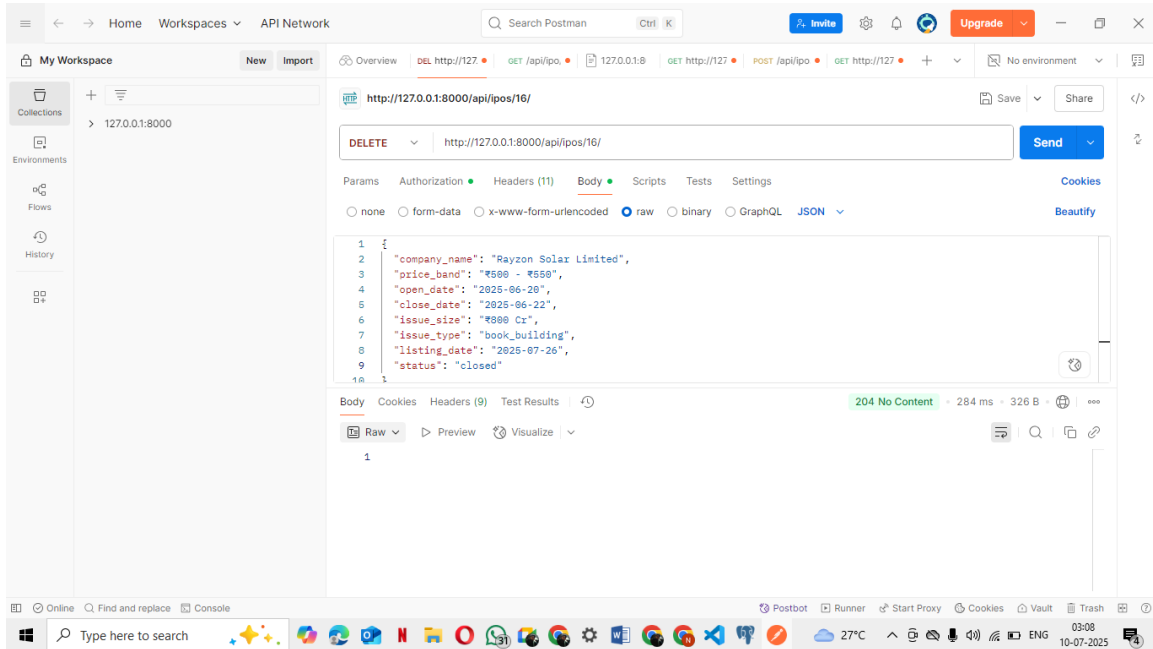 Home Workspaces API Network Search Postman Ctrl K Invite Upgrade
My Workspace New Import Overview DEL http://127. GET /api/ipo, 127.0.0.1:8 GET http://127 POST /api/ipo GET http://127 No environment
Collections
127.0.0.1:8000
Environments
Flows
History
HTTP http://127.0.0.1:8000/api/ipos/16/ Save Share
DELETE http://127.0.0.1:8000/api/ipos/16/ Send
Params Authorization Headers (11) Body Scripts Tests Settings Cookies
none form-data x-www-form-urlencoded raw binary GraphQL JSON Beautify
1 {
2 "company_name": "Rayzon Solar Limited",
3 "price_band": "₹500 - ₹550",
4 "open_date": "2025-06-20",
5 "close_date": "2025-06-22",
6 "issue_size": "₹800 Cr",
7 "issue_type": "book_building",
8 "listing_date": "2025-07-26",
9 "status": "closed"
10 }
Body Cookies Headers (9) Test Results 204 No Content 284 ms 326 B
Raw Preview Visualize
1
Online Find and replace Console Postbot Runner Start Proxy Cookies Vault Trash
Type here to search 31 27°C ENG 03:08
10-07-2025 4